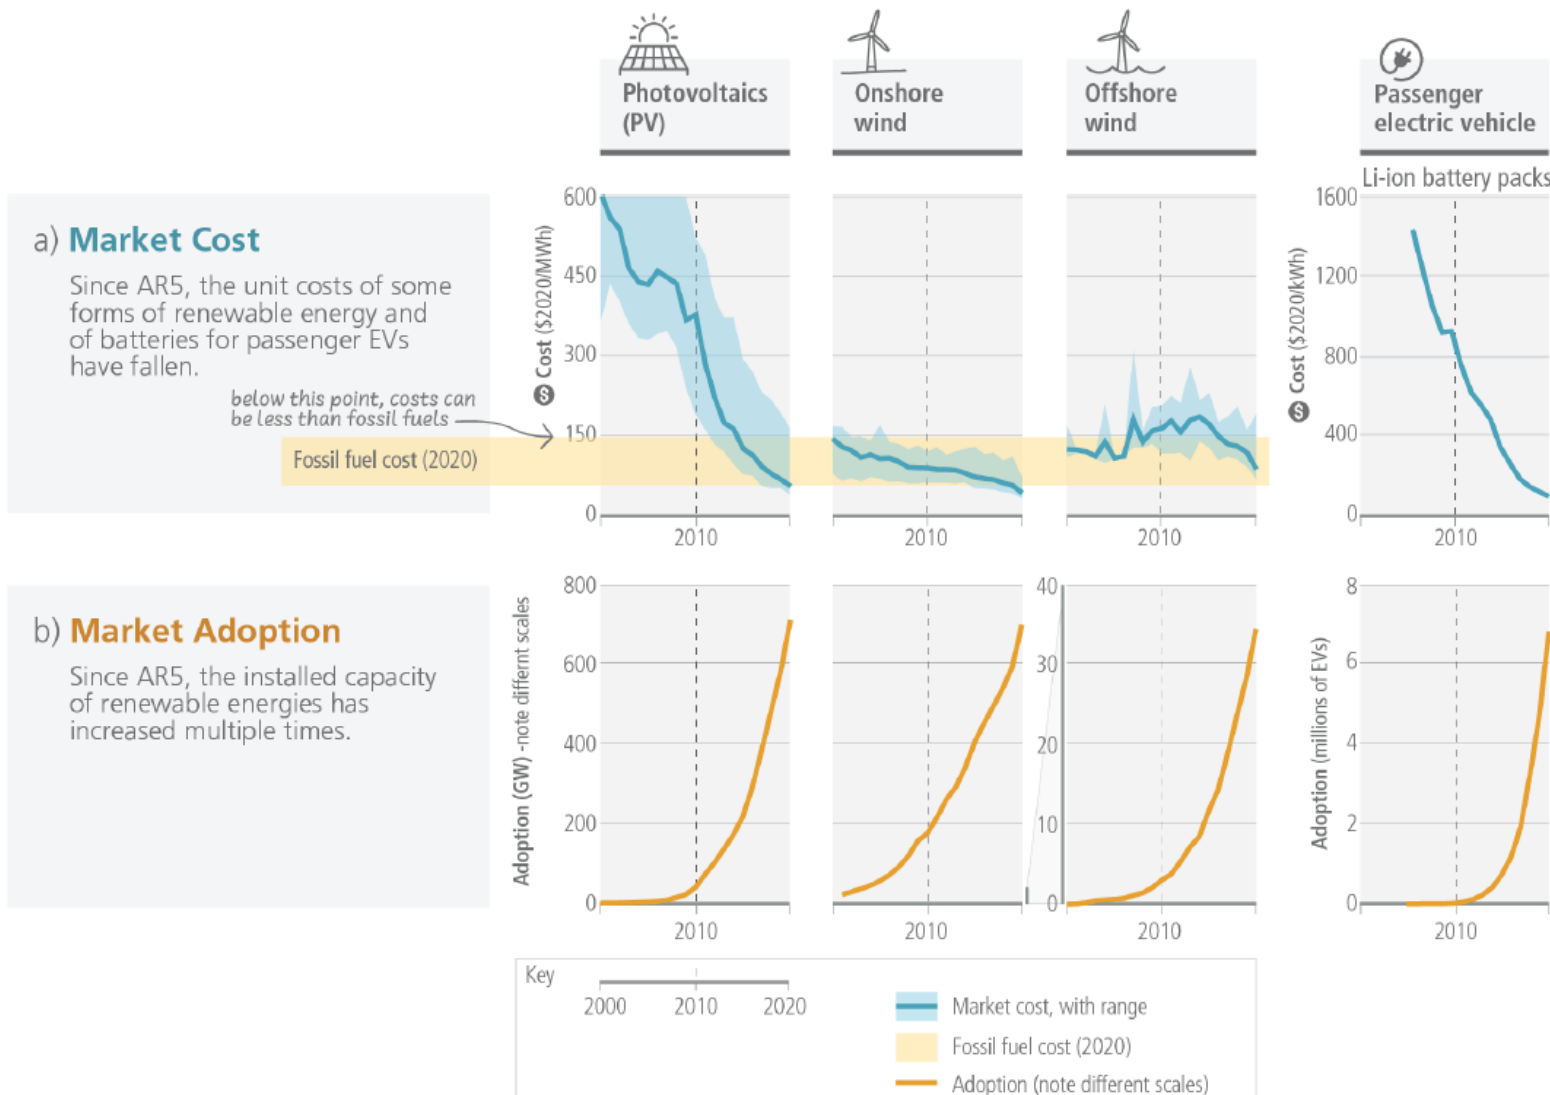 Photovoltaics
(PV)
Onshore
wind
Offshore
wind
Passenger
electric vehicle
a) Market Cost
Since AR5, the unit costs of some
forms of renewable energy and
of batteries for passenger EVs
have fallen.
below this point, costs can
be less than fossil fuels
Fossil fuel cost (2020)
$ Cost ($2020/MWh)
600
450
300
150
0
2010
2010
2010
Li-ion battery packs
$ Cost ($2020/kWh)
1600
1200
800
400
0
2010
b) Market Adoption
Since AR5, the installed capacity
of renewable energies has
increased multiple times.
Adoption (GW) -note differnt scales
800
600
400
200
0
2010
2010
40
30
20
10
0
2010
Adoption (millions of EVs)
8
6
4
2
0
2010
Key
2000 2010 2020
Market cost, with range
Fossil fuel cost (2020)
Adoption (note different scales)